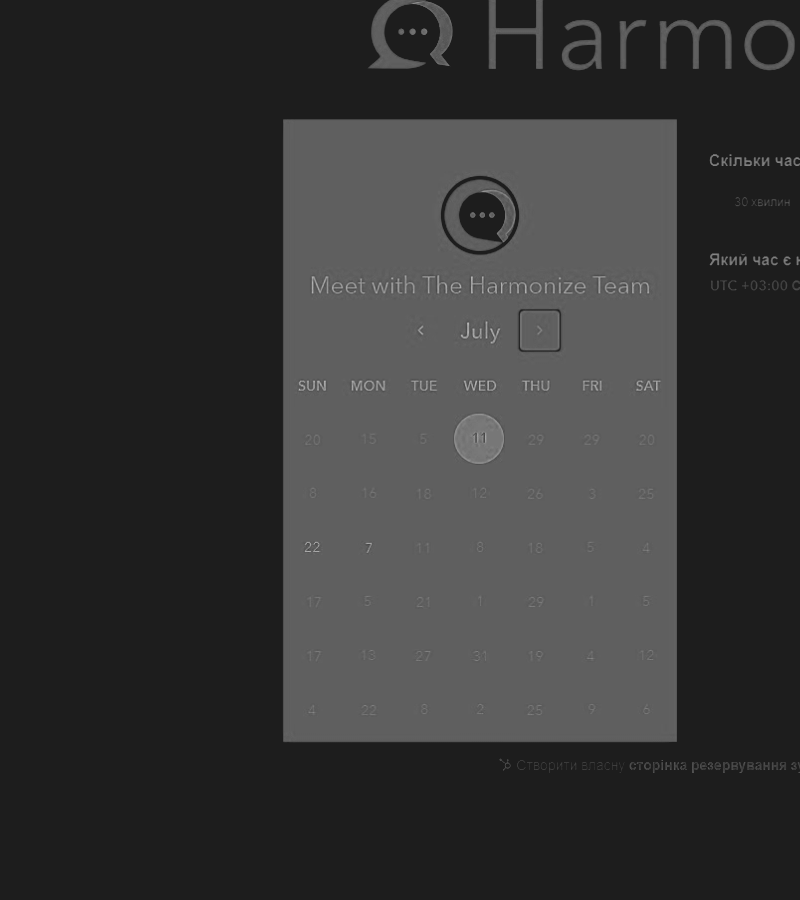 Harmo
Скільки час
30 хвилин
Який час є н
UTC +03:00 О
Meet with The Harmonize Team
July
SUN MON TUE WED THU FRI SAT
20 15 5 11 29 29 20
8 16 18 12 26 3 25
22 7 11 8 18 5 4
17 5 21 1 29 1 5
17 13 27 31 19 4 12
4 22 8 2 25 9 6
Створити власну сторінка резервування зу